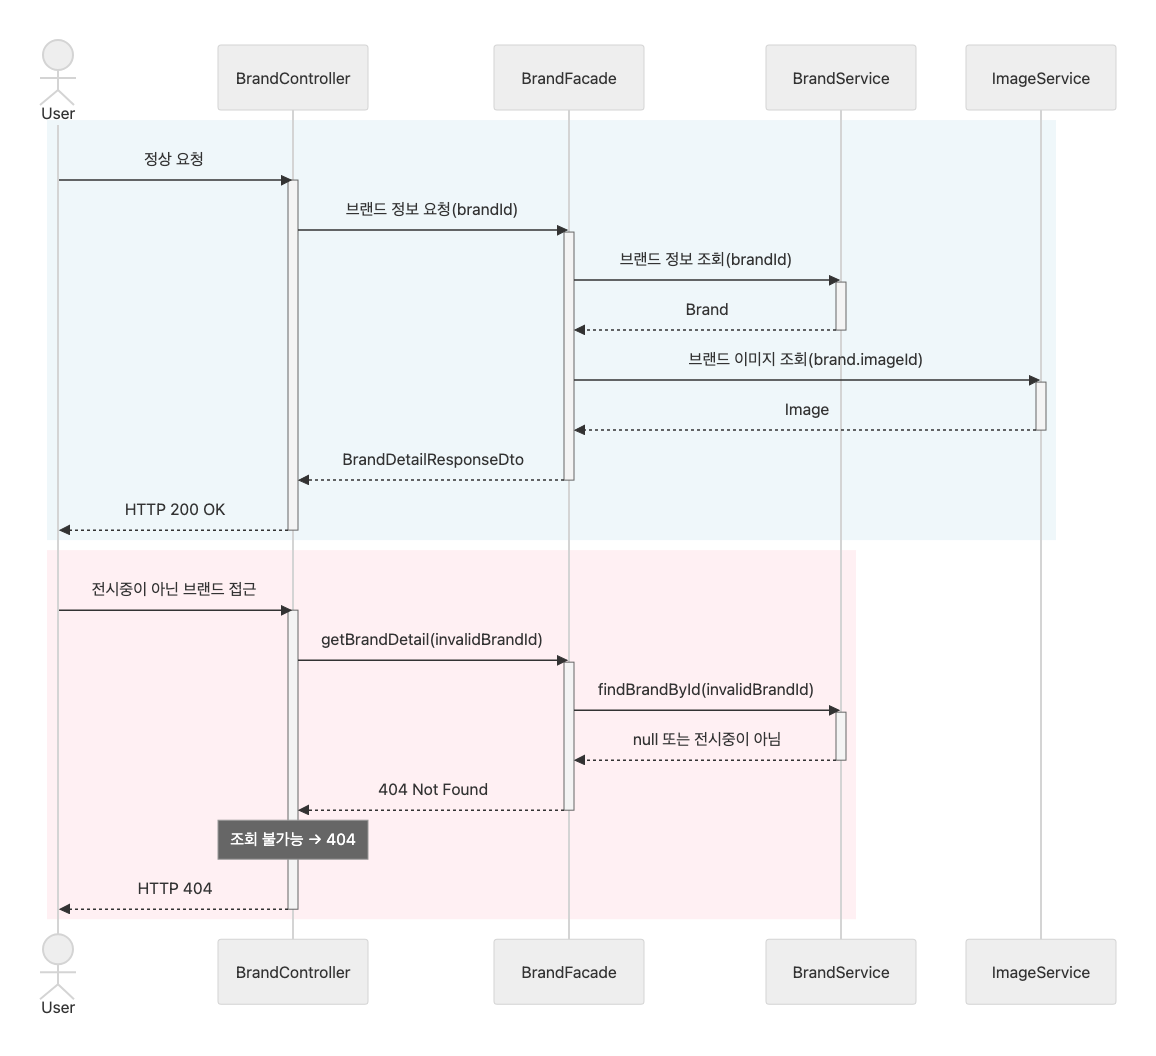 User
BrandController
BrandFacade
BrandService
ImageService
정상 요청
브랜드 정보 요청(brandId)
브랜드 정보 조회(brandId)
Brand
브랜드 이미지 조회(brand.imageId)
Image
BrandDetailResponseDto
HTTP 200 OK
전시중이 아닌 브랜드 접근
getBrandDetail(invalidBrandId)
findBrandById(invalidBrandId)
null 또는 전시중이 아님
404 Not Found
조회 불가능 → 404
HTTP 404
User
BrandController
BrandFacade
BrandService
ImageService